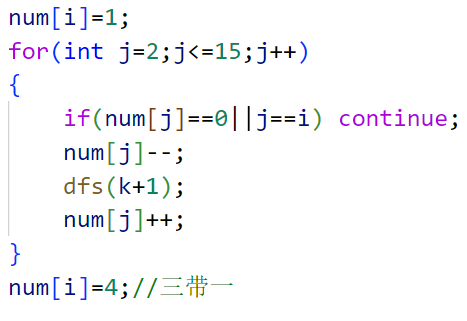 num[i]=1;
for(int j=2;j<=15;j++)
{
    if(num[j]==0||j==i) continue;
    num[j]--;
    dfs(k+1);
    num[j]++;
}
num[i]=4;//三带一